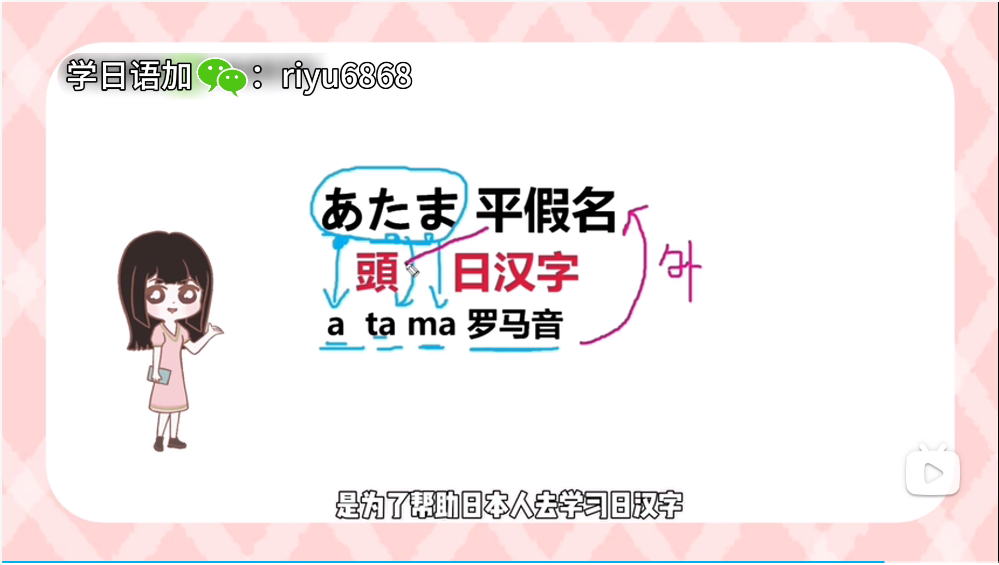 学日语加：riyu6868
あたま 平假名
頭 日汉字
外
a ta ma 罗马音
是为了帮助日本人去学习日汉字